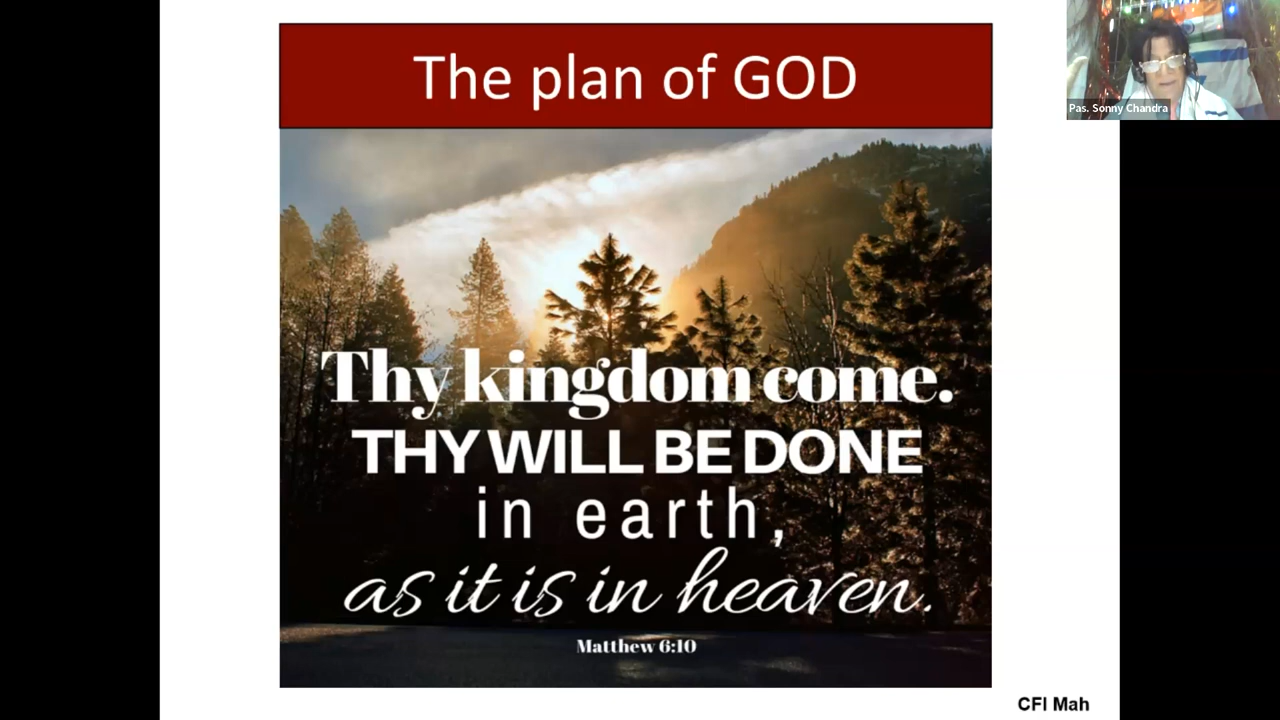 The plan of GOD
Pas. Sonny Chandra
Thy kingdom come.
THY WILL BE DONE
in earth,
as it is in heaven.
Matthew 6:10
CFI Mah